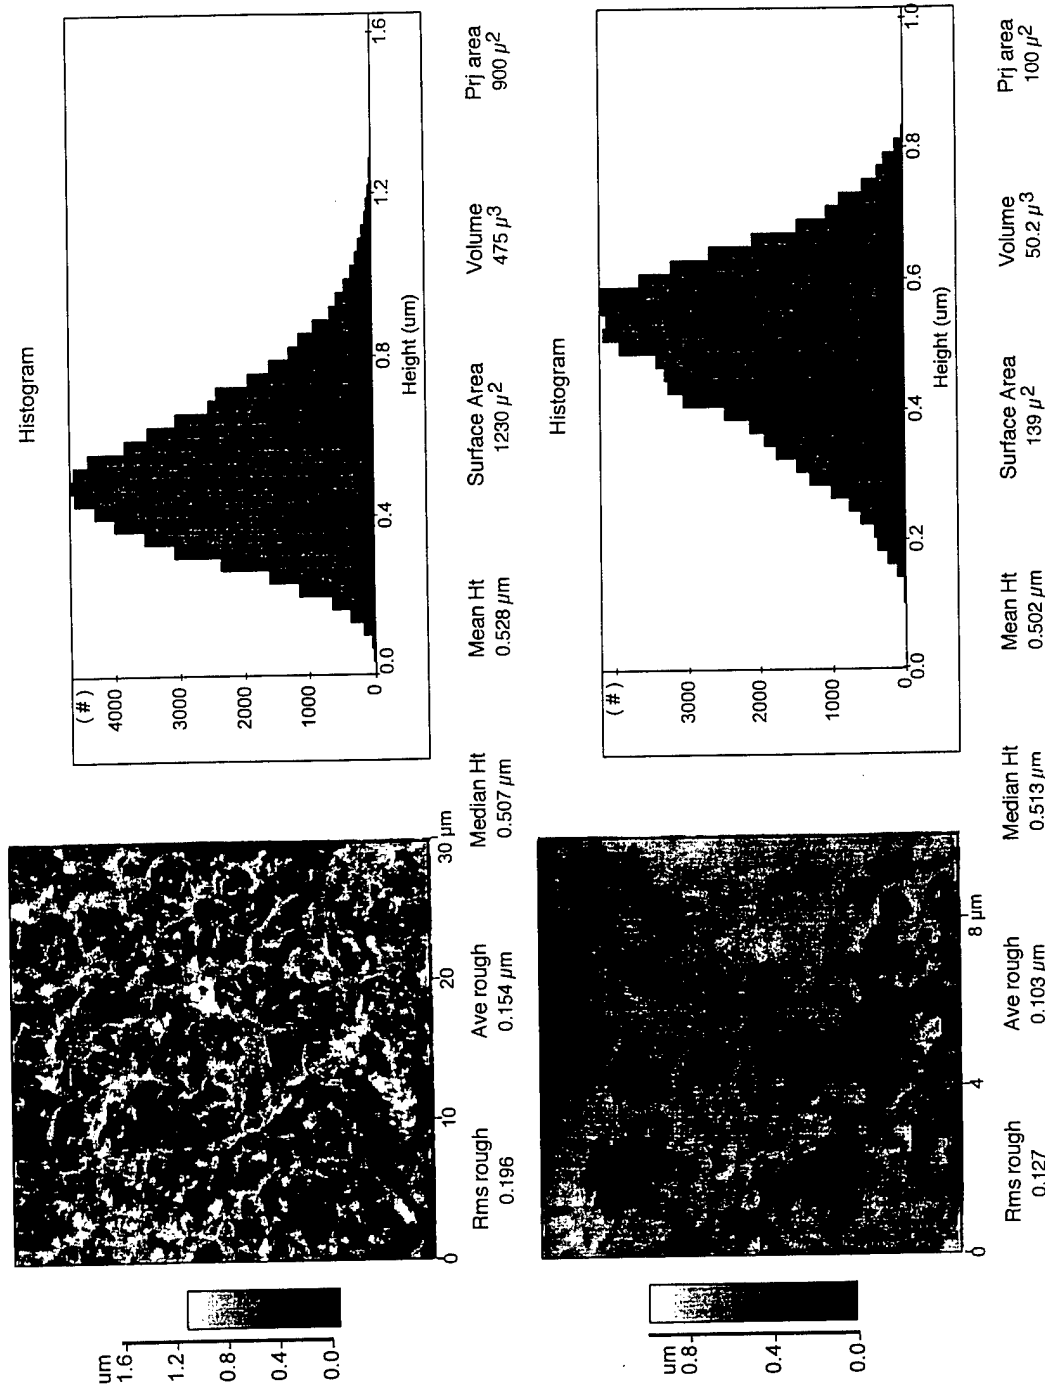 um
1.6
1.2
0.8
0.4
0.0
0
10
20
30 µm
Histogram
(#)
4000
3000
2000
1000
0
0.0
0.4
0.8
1.2
1.6
Height (um)
Rms rough Ave rough Median Ht Mean Ht Surface Area Volume Prj area
0.196 0.154 µm 0.507 µm 0.528 µm 1230 µ² 475 µ³ 900 µ²
um
0.8
0.4
0.0
0
4
8 µm
Histogram
(#)
3000
2000
1000
0
0.0
0.2
0.4
0.6
0.8
1.0
Height (um)
Rms rough Ave rough Median Ht Mean Ht Surface Area Volume Prj area
0.127 0.103 µm 0.513 µm 0.502 µm 139 µ² 50.2 µ³ 100 µ²